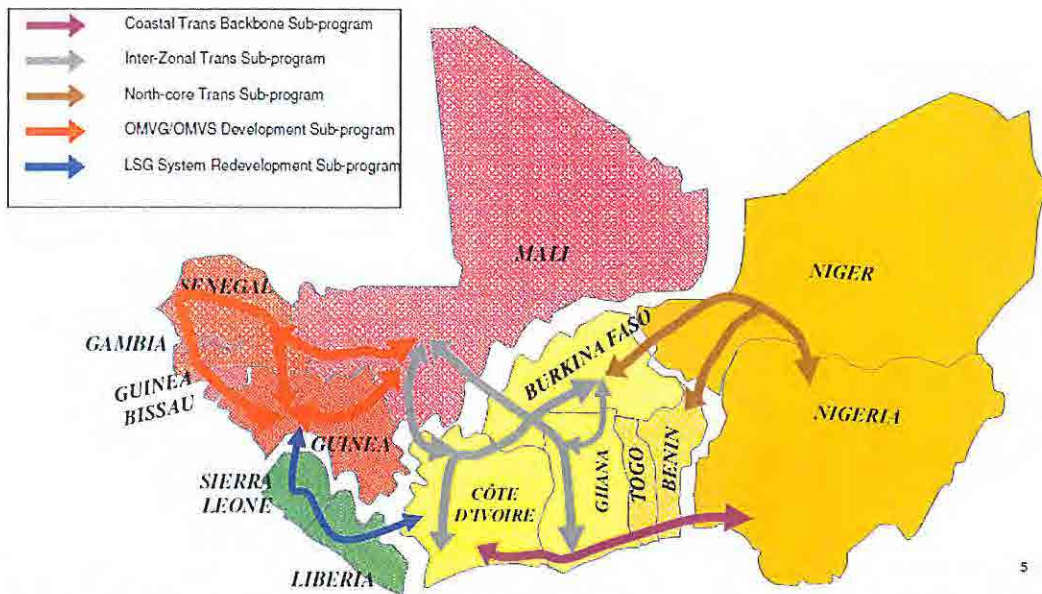 Coastal Trans Backbone Sub-program
Inter-Zonal Trans Sub-program
North-core Trans Sub-program
OMVG/OMVS Development Sub-program
LSG System Redevelopment Sub-program
MALI
NIGER
SENEGAL
GAMBIA
BURKINA FASO
GUINEA
BISSAU
NIGERIA
GUINEA
SIERRA
LEONE
CÔTE
D'IVOIRE
GHANA
TOGO
BENIN
LIBERIA
5